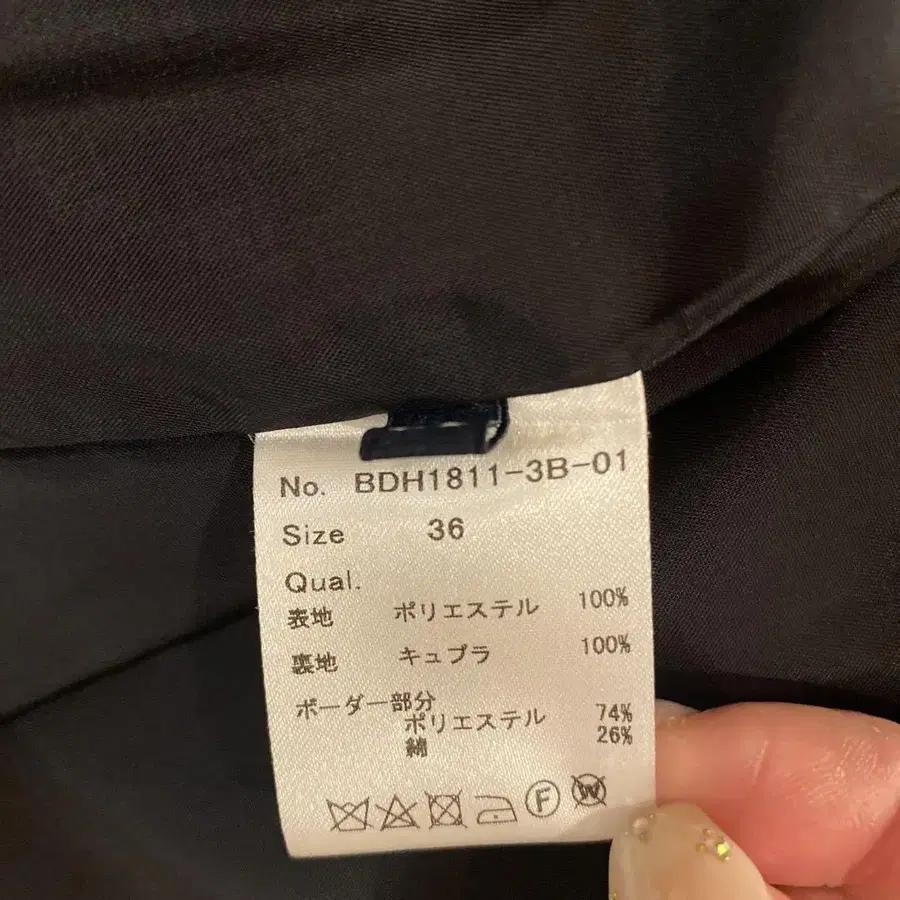 No. BDH1811-3B-01
Size 36
Qual.
表地 ポリエステル 100%
裏地 キュプラ 100%
ボーダー部分
ポリエステル 74%
綿 26%
F W